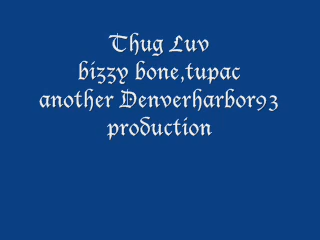 Thug Luv
bizzy bone,tupac
another Denverharbor93
production